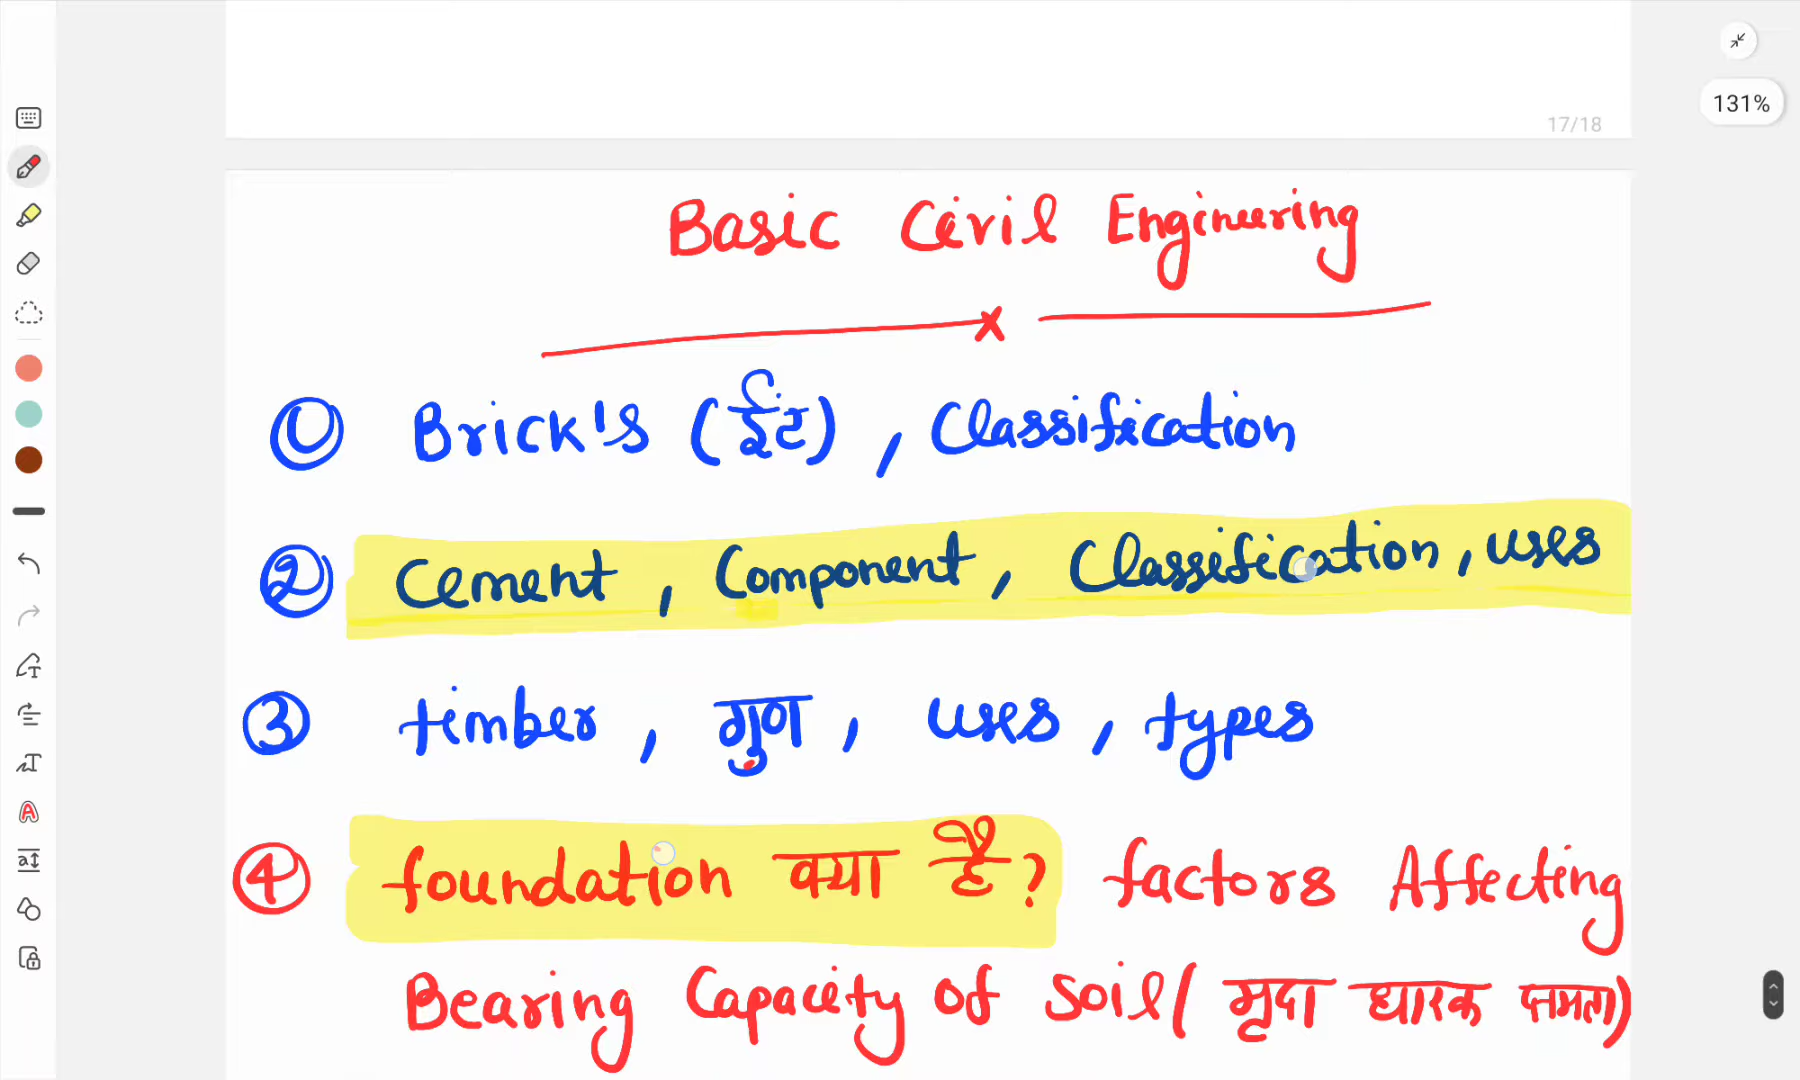 131%
17/18
Basic Civil Engineering
① Brick's (ईंट), Classification
② Cement, Component, Classification, uses
③ timber, गुण, uses, types
④ foundation क्या है? factors Affecting
Bearing Capacity of soil (मृदा धारक क्षमता)